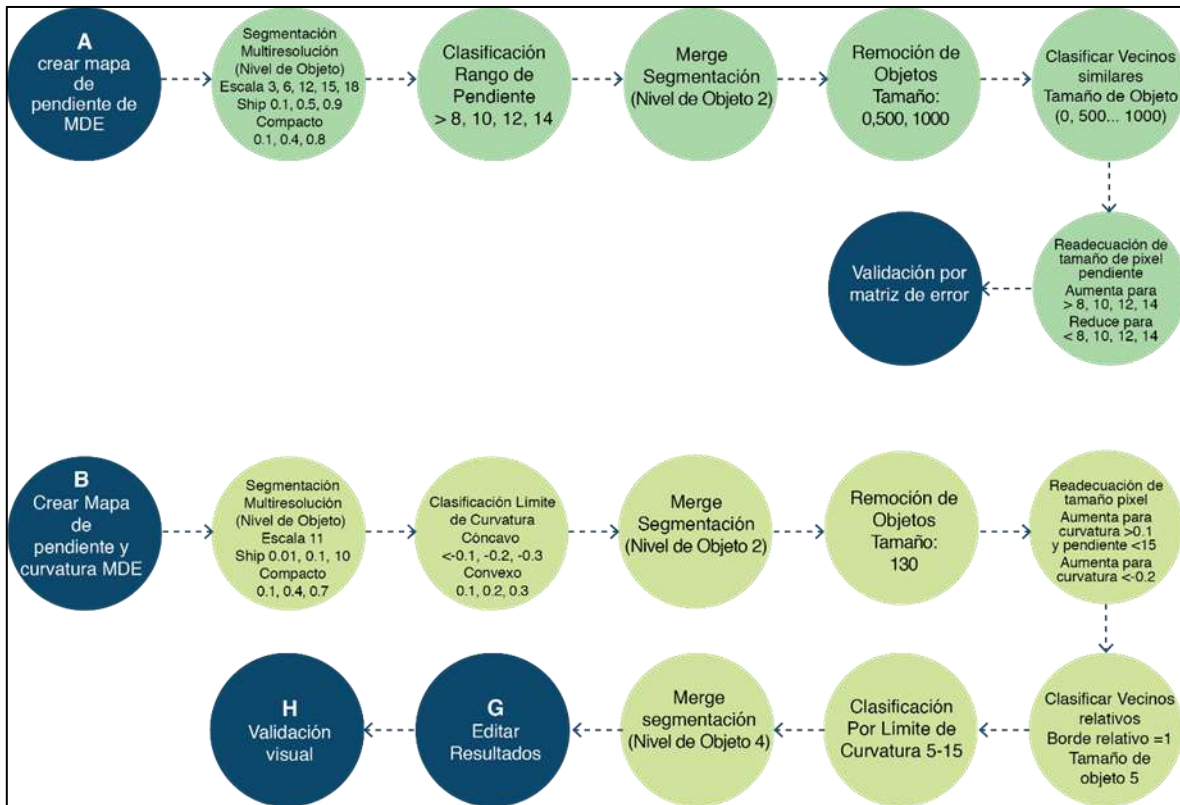 A
crear mapa
de
pendiente de
MDE
Segmentación
Multiresolución
(Nivel de Objeto)
Escala 3, 6, 12, 15, 18
Ship 0.1, 0.5, 0.9
Compacto
0.1, 0.4, 0.8
Clasificación
Rango de
Pendiente
> 8, 10, 12, 14
Merge
Segmentación
(Nivel de Objeto 2)
Remoción de
Objetos
Tamaño:
0,500, 1000
Clasificar Vecinos
similares
Tamaño de Objeto
(0, 500... 1000)
Readecuación de
tamaño de pixel
pendiente
Aumenta para
> 8, 10, 12, 14
Reduce para
< 8, 10, 12, 14
Validación por
matriz de error
B
Crear Mapa
de
pendiente y
curvatura MDE
Segmentación
Multiresolución
(Nivel de Objeto)
Escala 11
Ship 0.01, 0.1, 10
Compacto
0.1, 0.4, 0.7
Clasificación Límite
de Curvatura
Cóncavo
<-0.1, -0.2, -0.3
Convexo
0.1, 0.2, 0.3
Merge
Segmentación
(Nivel de Objeto 2)
Remoción de
Objetos
Tamaño:
130
Readecuación de
tamaño pixel
Aumenta para
curvatura >0.1
y pendiente <15
Aumenta para
curvatura <-0.2
Clasificar Vecinos
relativos
Borde relativo =1
Tamaño de
objeto 5
Clasificación
Por Límite de
Curvatura 5-15
Merge
segmentación
(Nivel de Objeto 4)
G
Editar
Resultados
H
Validación
visual